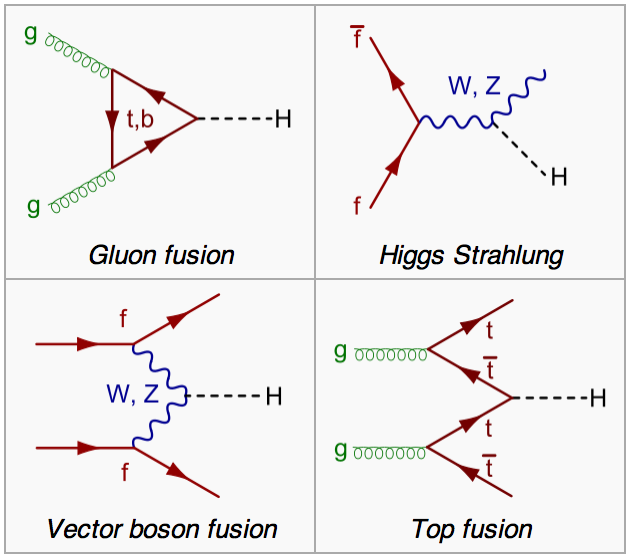 g
t,b
H
g
Gluon fusion
f̅
W, Z
H
f
Higgs Strahlung
f
W, Z
H
f
Vector boson fusion
t
g
t̅
H
t
g
t̅
Top fusion